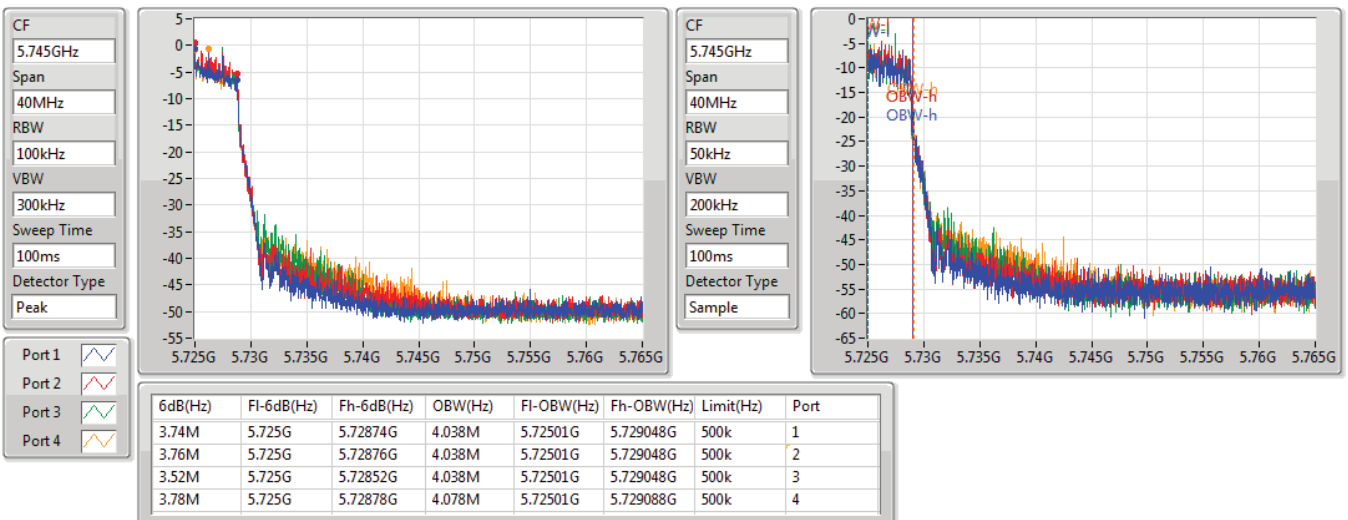 CF
5.745GHz
Span
40MHz
RBW
100kHz
VBW
300kHz
Sweep Time
100ms
Detector Type
Peak
5
0
-5
-10
-15
-20
-25
-30
-35
-40
-45
-50
-55
5.725G 5.73G 5.735G 5.74G 5.745G 5.75G 5.755G 5.76G 5.765G
CF
5.745GHz
Span
40MHz
RBW
50kHz
VBW
200kHz
Sweep Time
100ms
Detector Type
Sample
0
-5
-10
-15
-20
-25
-30
-35
-40
-45
-50
-55
-60
-65
OBW-h
OBW-h
5.725G 5.73G 5.735G 5.74G 5.745G 5.75G 5.755G 5.76G 5.765G
Port 1
Port 2
Port 3
Port 4
6dB(Hz) Fl-6dB(Hz) Fh-6dB(Hz) OBW(Hz) Fl-OBW(Hz) Fh-OBW(Hz) Limit(Hz) Port
3.74M 5.725G 5.72874G 4.038M 5.72501G 5.729048G 500k 1
3.76M 5.725G 5.72876G 4.038M 5.72501G 5.729048G 500k 2
3.52M 5.725G 5.72852G 4.038M 5.72501G 5.729048G 500k 3
3.78M 5.725G 5.72878G 4.078M 5.72501G 5.729088G 500k 4